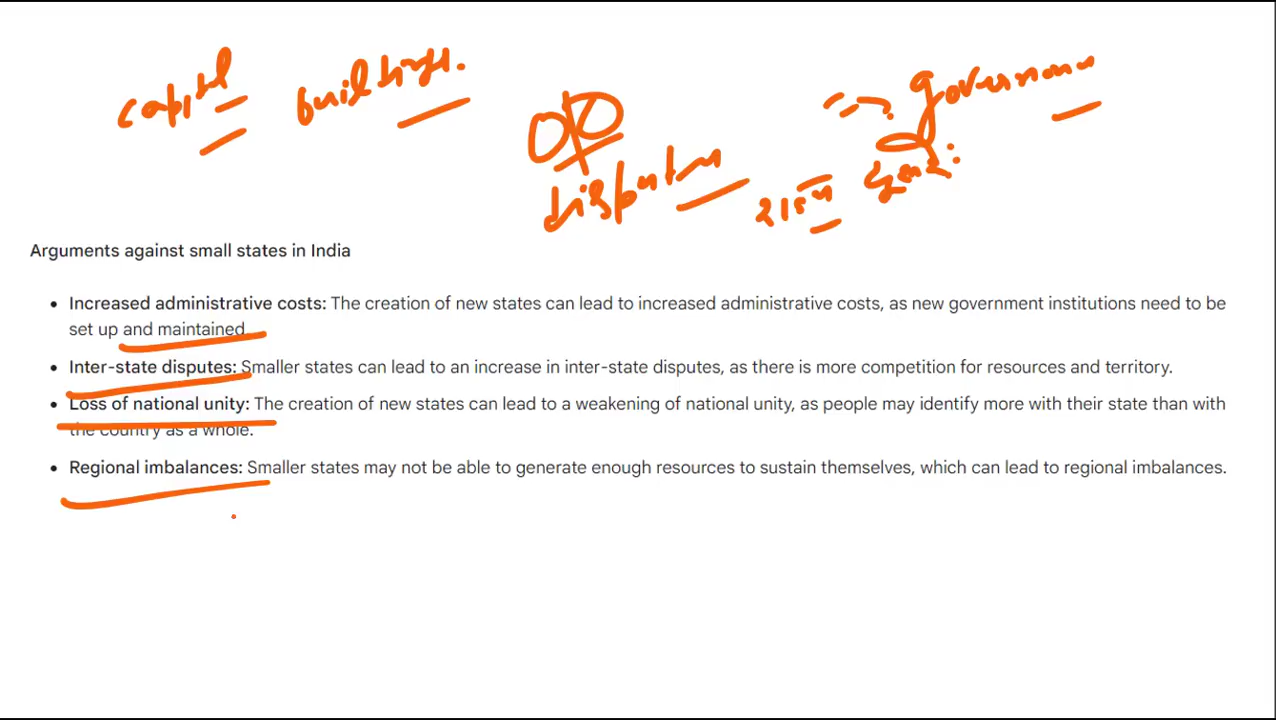 capital buildings.
governance
disputes 21st
Arguments against small states in India
• Increased administrative costs: The creation of new states can lead to increased administrative costs, as new government institutions need to be
set up and maintained.
• Inter-state disputes: Smaller states can lead to an increase in inter-state disputes, as there is more competition for resources and territory.
• Loss of national unity: The creation of new states can lead to a weakening of national unity, as people may identify more with their state than with
the country as a whole.
• Regional imbalances: Smaller states may not be able to generate enough resources to sustain themselves, which can lead to regional imbalances.